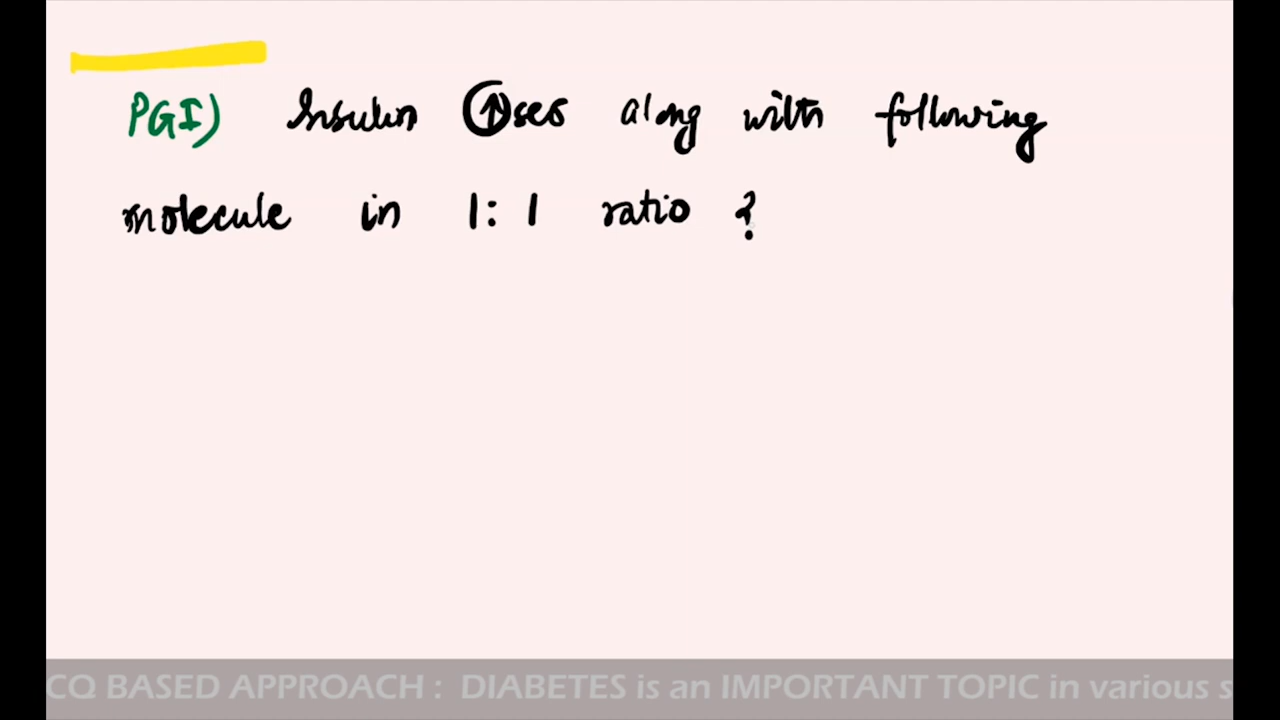 PGI) Insulin ↑ses along with following
molecule in 1:1 ratio ?
CQ BASED APPROACH : DIABETES is an IMPORTANT TOPIC in various s